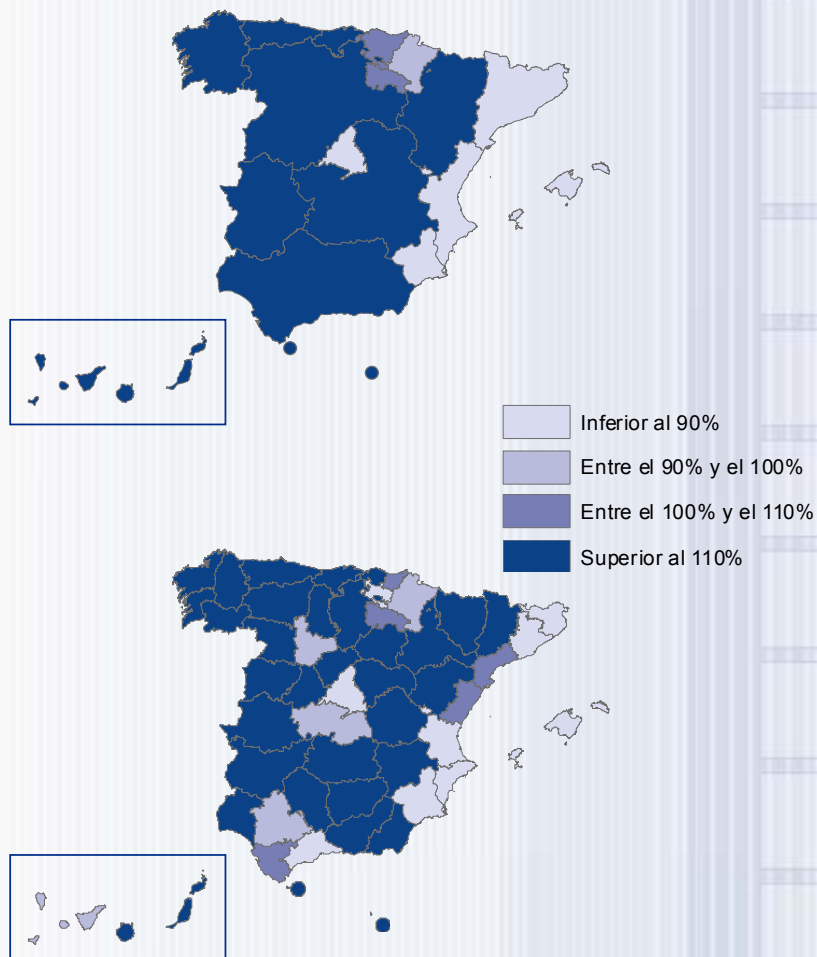 Inferior al 90%
Entre el 90% y el 100%
Entre el 100% y el 110%
Superior al 110%